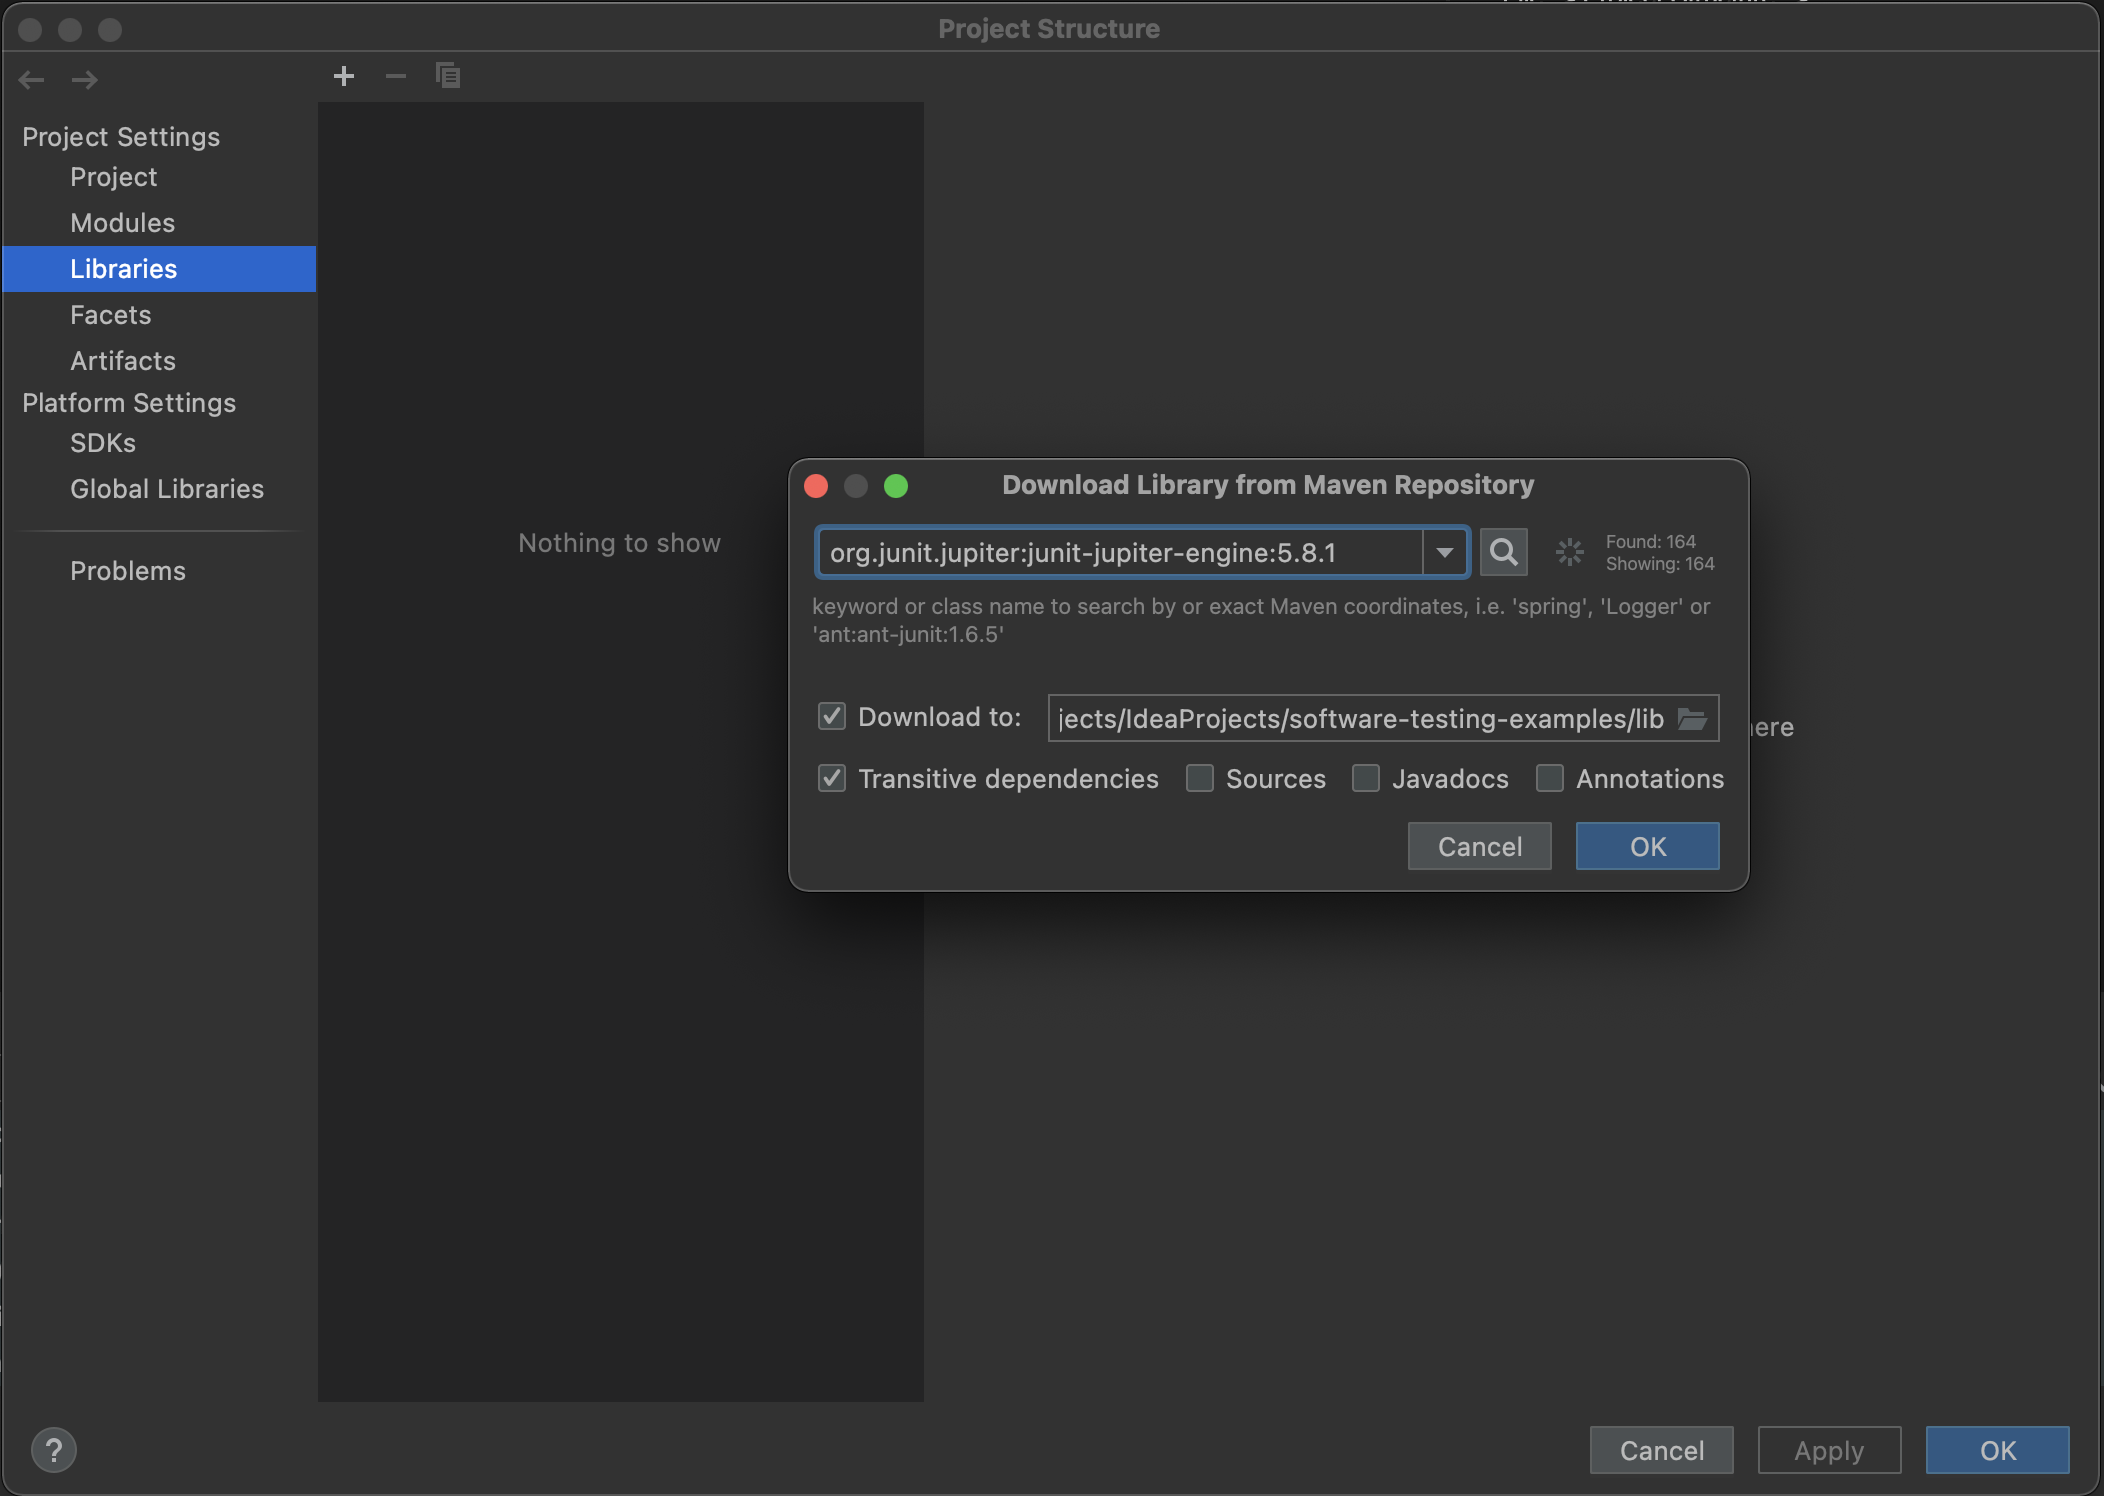 Project Structure
Project Settings
Project
Modules
Libraries
Facets
Artifacts
Platform Settings
SDKs
Global Libraries
Problems
Nothing to show
Download Library from Maven Repository
org.junit.jupiter:junit-jupiter-engine:5.8.1
Found: 164
Showing: 164
keyword or class name to search by or exact Maven coordinates, i.e. 'spring', 'Logger' or
'ant:ant-junit:1.6.5'
Download to:
jects/IdeaProjects/software-testing-examples/lib
ere
Transitive dependencies
Sources
Javadocs
Annotations
Cancel
OK
?
Cancel
Apply
OK